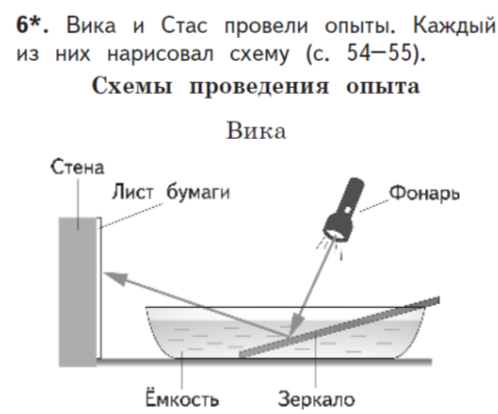 6*. Вика и Стас провели опыты. Каждый
из них нарисовал схему (с. 54—55).
Схемы проведения опыта
Вика
Стена
Лист бумаги
Фонарь
Ёмкость
Зеркало